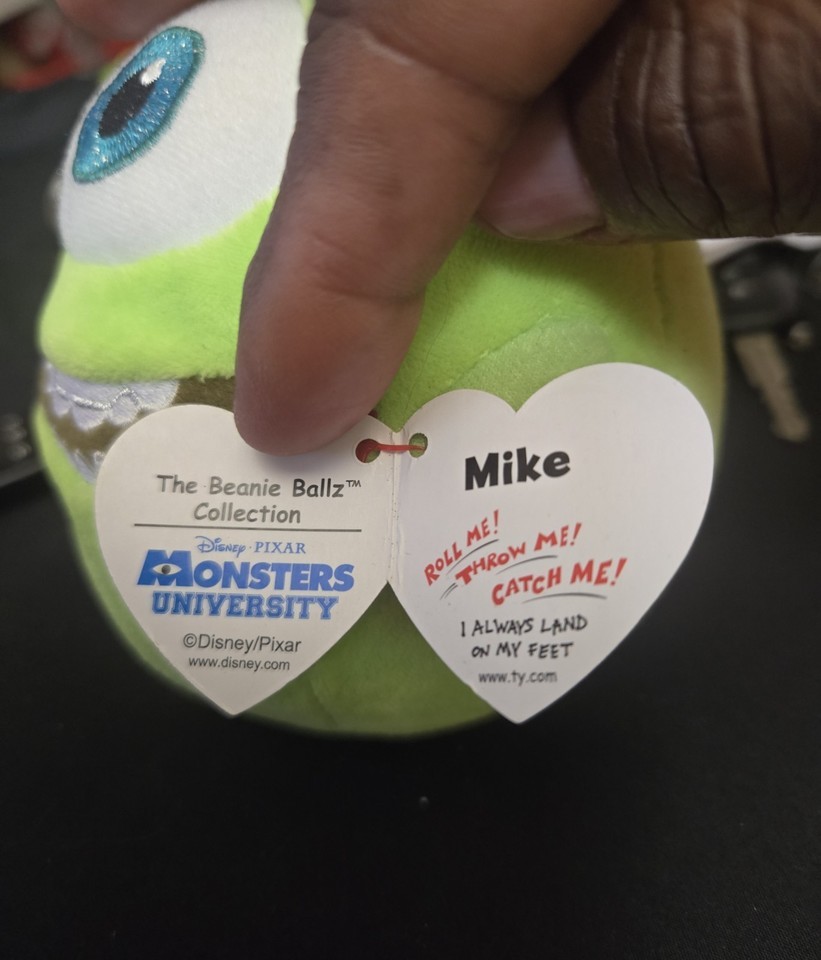 The Beanie Ballz™
Collection
Disney·PIXAR
MONSTERS
UNIVERSITY
©Disney/Pixar
www.disney.com
Mike
ROLL ME!
THROW ME!
CATCH ME!
I ALWAYS LAND
ON MY FEET
www.ty.com